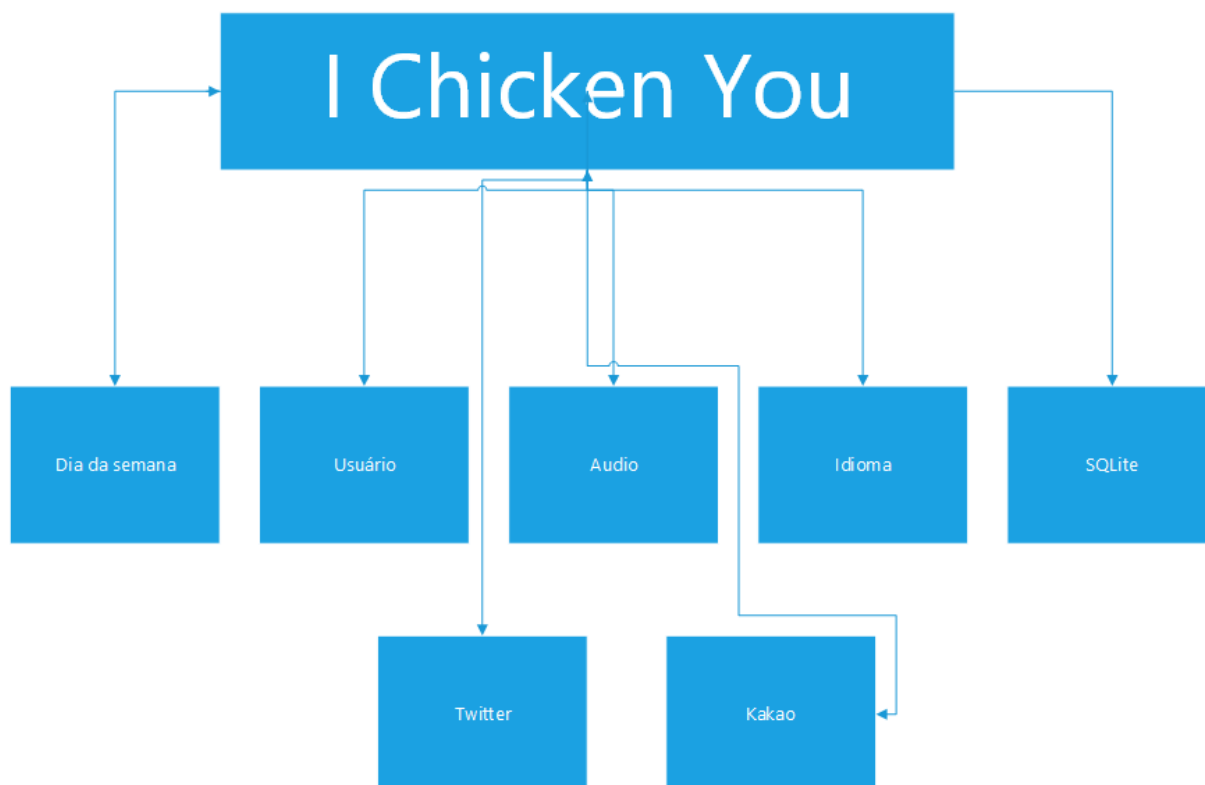 I Chicken You
Dia da semana
Usuário
Audio
Idioma
SQLite
Twitter
Kakao